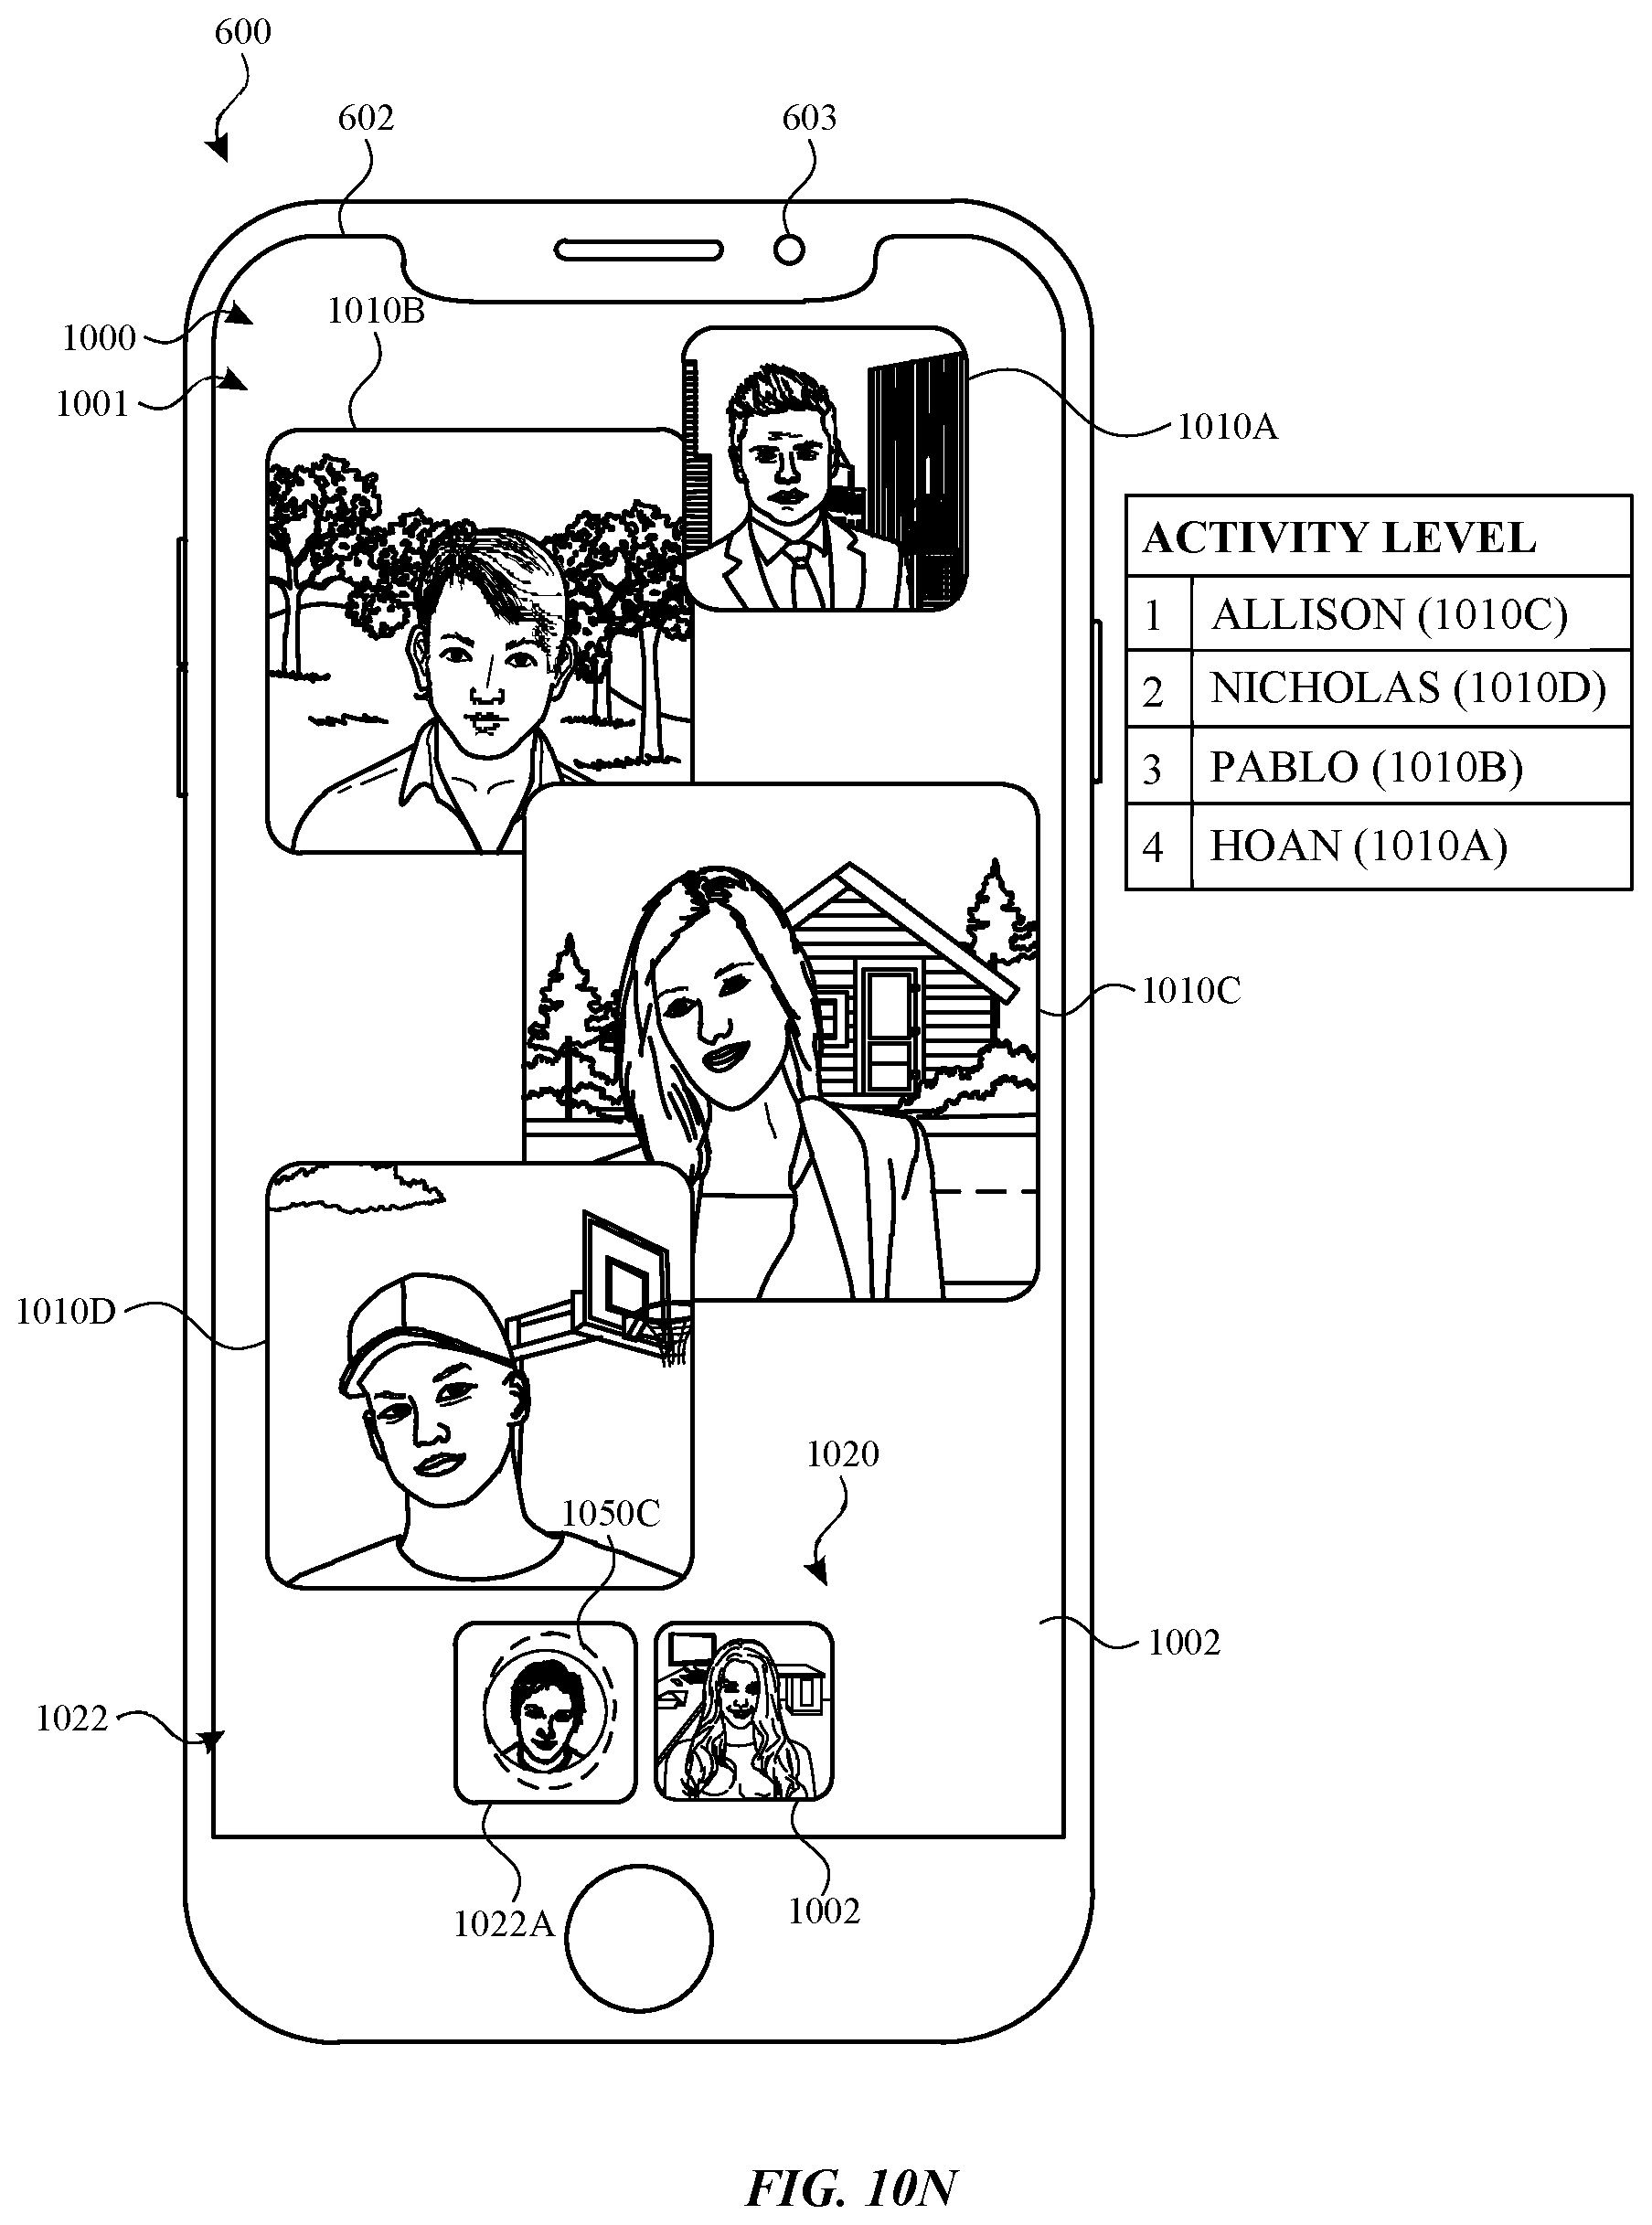 600
602
603
1000
1010B
1001
1010A
ACTIVITY LEVEL
1 ALLISON (1010C)
2 NICHOLAS (1010D)
3 PABLO (1010B)
4 HOAN (1010A)
1010C
1010D
1020
1050C
1002
1022
1022A
1002
FIG. 10N